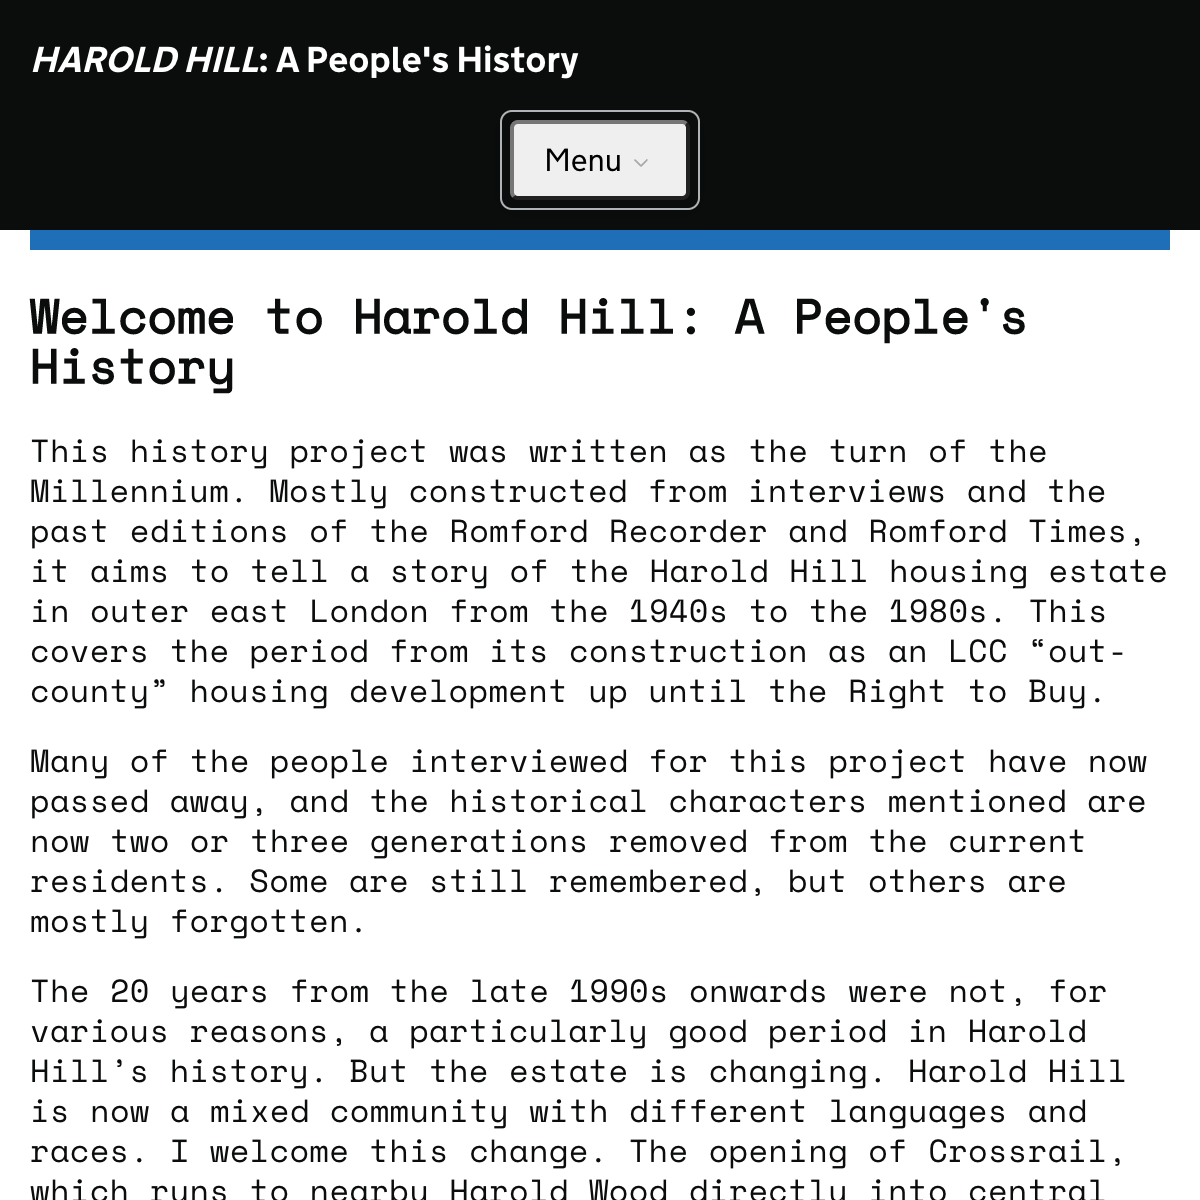 HAROLD HILL: A People's History
Menu
Welcome to Harold Hill: A People's
History
This history project was written as the turn of the
Millennium. Mostly constructed from interviews and the
past editions of the Romford Recorder and Romford Times,
it aims to tell a story of the Harold Hill housing estate
in outer east London from the 1940s to the 1980s. This
covers the period from its construction as an LCC “out-
county” housing development up until the Right to Buy.
Many of the people interviewed for this project have now
passed away, and the historical characters mentioned are
now two or three generations removed from the current
residents. Some are still remembered, but others are
mostly forgotten.
The 20 years from the late 1990s onwards were not, for
various reasons, a particularly good period in Harold
Hill’s history. But the estate is changing. Harold Hill
is now a mixed community with different languages and
races. I welcome this change. The opening of Crossrail,
which runs to nearby Harold Wood directly into central